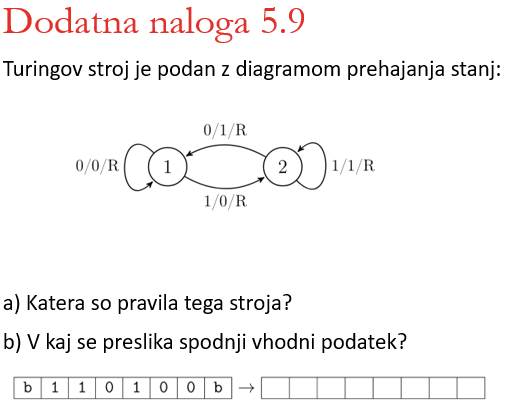 Dodatna naloga 5.9
Turingov stroj je podan z diagramom prehajanja stanj:
0/1/R
0/0/R 1 2 1/1/R
1/0/R
a) Katera so pravila tega stroja?
b) V kaj se preslika spodnji vhodni podatek?
b 1 1 0 1 0 0 b →